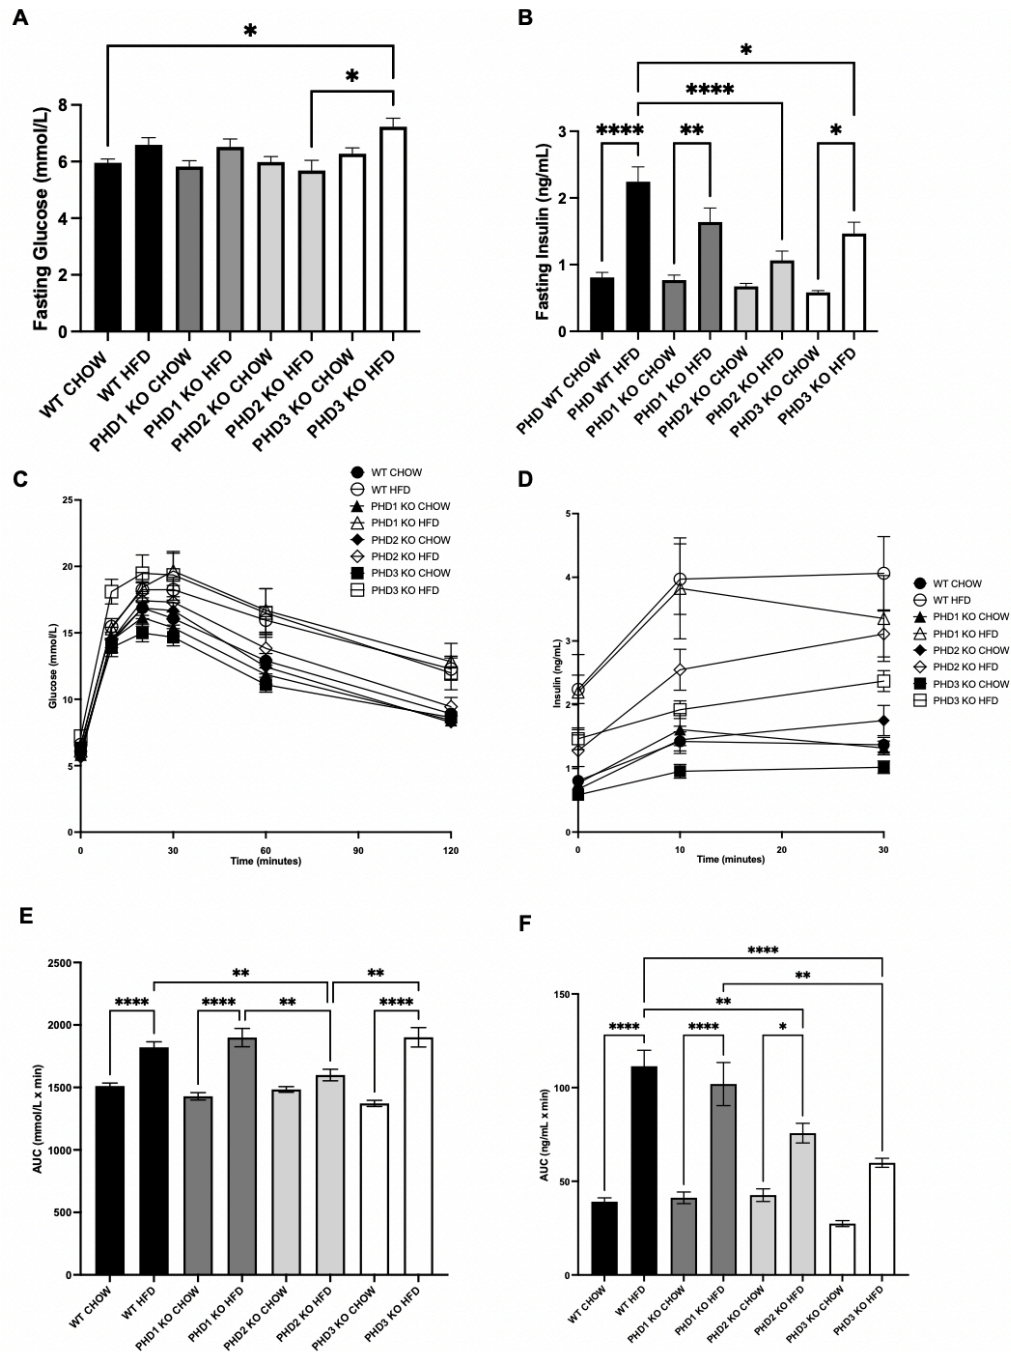 A
*
*
Fasting Glucose (mmol/L)
8
6
4
2
0
WT CHOW
WT HFD
PHD1 KO CHOW
PHD1 KO HFD
PHD2 KO CHOW
PHD2 KO HFD
PHD3 KO CHOW
PHD3 KO HFD
B
*
****
**** ** *
Fasting Insulin (ng/mL)
3
2
1
0
PHD WT CHOW
PHD WT HFD
PHD1 KO CHOW
PHD1 KO HFD
PHD2 KO CHOW
PHD2 KO HFD
PHD3 KO CHOW
PHD3 KO HFD
C
WT CHOW
WT HFD
PHD1 KO CHOW
PHD1 KO HFD
PHD2 KO CHOW
PHD2 KO HFD
PHD3 KO CHOW
PHD3 KO HFD
Glucose (mmol/L)
25
20
15
10
5
0
0 30 60 90 120
Time (minutes)
D
Insulin (ng/mL)
5
4
3
2
1
0
0 10 20 30
Time (minutes)
WT CHOW
WT HFD
PHD1 KO CHOW
PHD1 KO HFD
PHD2 KO CHOW
PHD2 KO HFD
PHD3 KO CHOW
PHD3 KO HFD
E
** **
**** **** ** ****
AUC (mmol/L x min)
2500
2000
1500
1000
500
0
WT CHOW
WT HFD
PHD1 KO CHOW
PHD1 KO HFD
PHD2 KO CHOW
PHD2 KO HFD
PHD3 KO CHOW
PHD3 KO HFD
F
****
**
**
**** **** *
AUC (ng/mL x min)
150
100
50
0
WT CHOW
WT HFD
PHD1 KO CHOW
PHD1 KO HFD
PHD2 KO CHOW
PHD2 KO HFD
PHD3 KO CHOW
PHD3 KO HFD